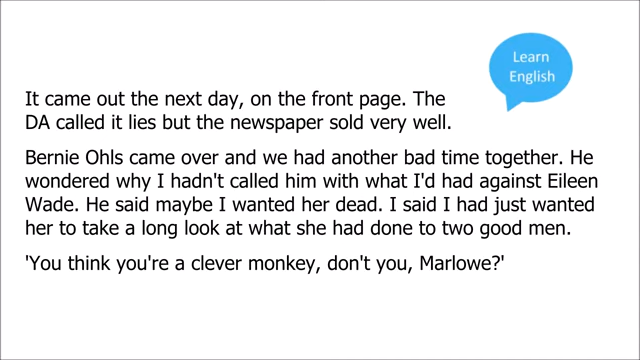 Learn
English
It came out the next day, on the front page. The
DA called it lies but the newspaper sold very well.
Bernie Ohls came over and we had another bad time together. He
wondered why I hadn't called him with what I'd had against Eileen
Wade. He said maybe I wanted her dead. I said I had just wanted
her to take a long look at what she had done to two good men.
'You think you're a clever monkey, don't you, Marlowe?'